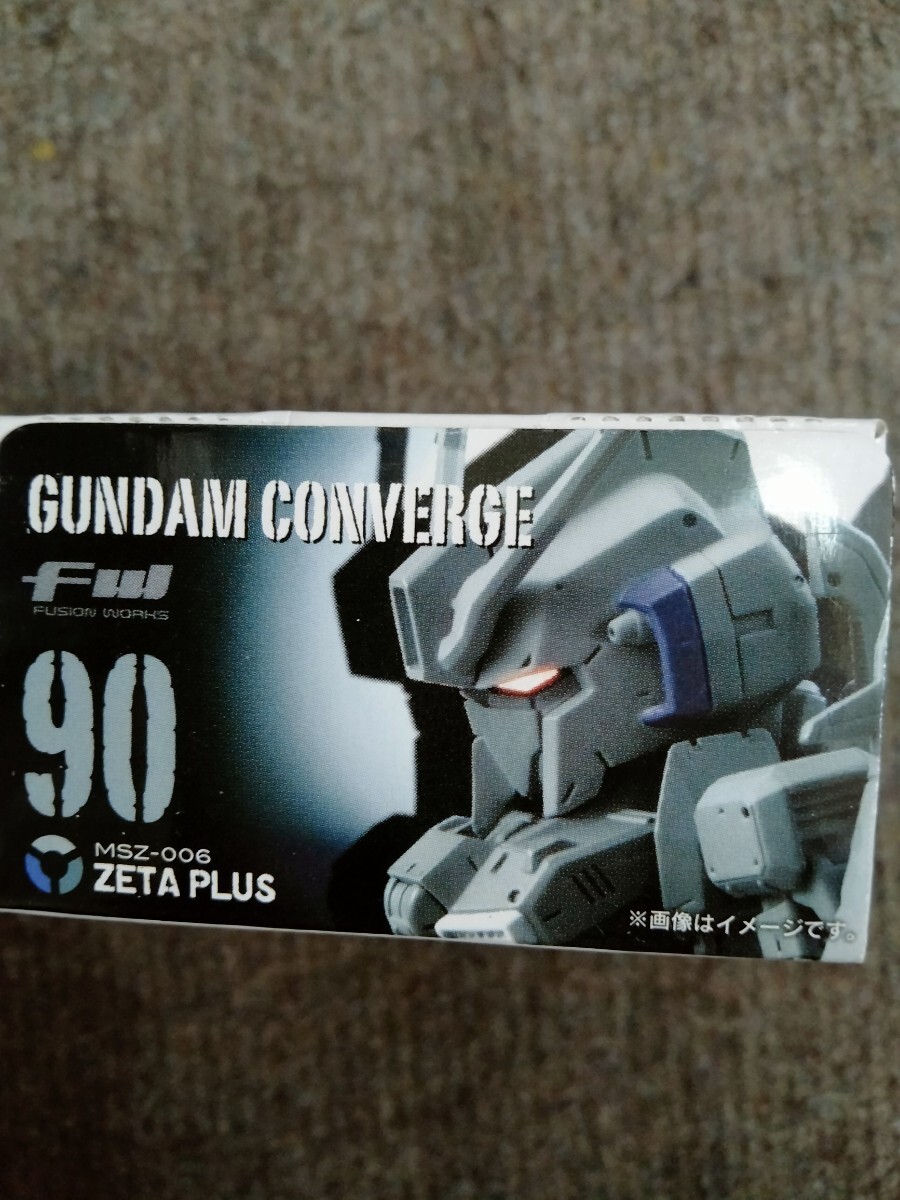 GUNDAM CONVERGE
FW
FUSION WORKS
90
MSZ-006
ZETA PLUS
※画像はイメージです。